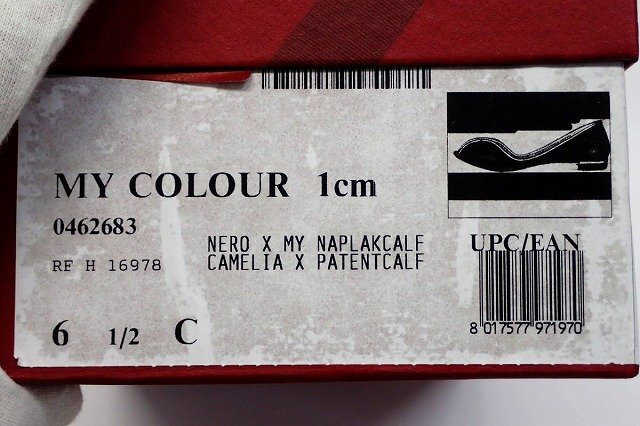 MY COLOUR 1cm
0462683
RF H 16978
NERO X MY NAPLAKCALF
CAMELIA X PATENTCALF
UPC/EAN
8 017577 971970
6 1/2 C